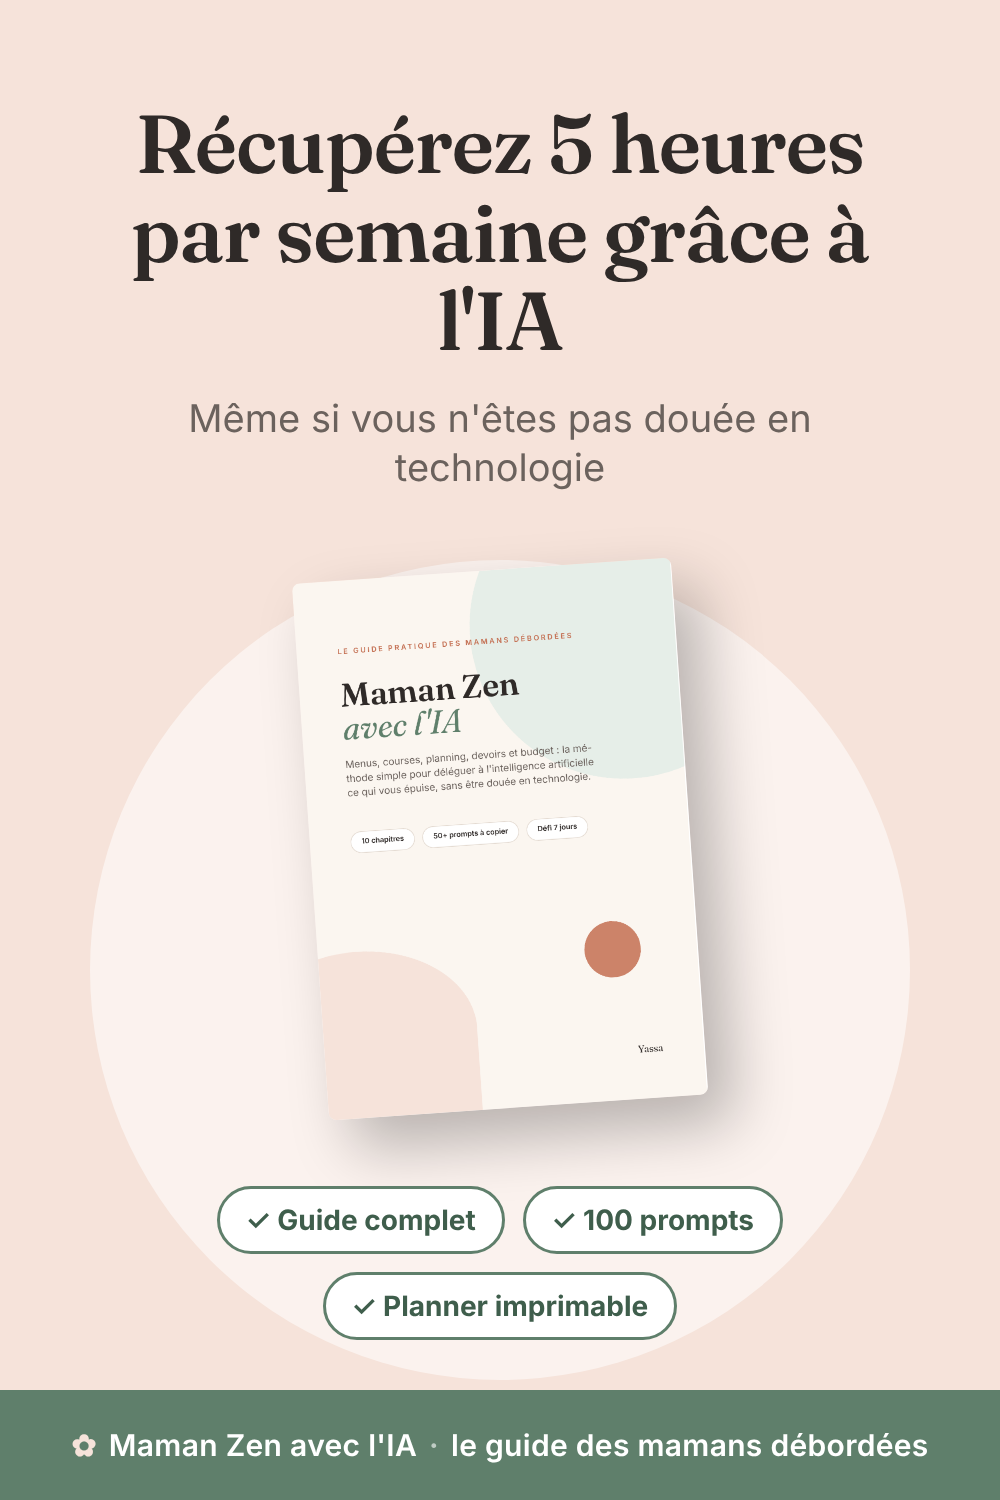 Récupérez 5 heures
par semaine grâce à
l'IA
Même si vous n'êtes pas douée en
technologie
LE GUIDE PRATIQUE DES MAMANS DÉBORDÉES
Maman Zen
avec l'IA
Menus, courses, planning, devoirs et budget : la mé-
thode simple pour déléguer à l'intelligence artificielle
ce qui vous épuise, sans être douée en technologie.
10 chapitres 50+ prompts à copier Défi 7 jours
Yassa
✓ Guide complet ✓ 100 prompts
✓ Planner imprimable
✿ Maman Zen avec l'IA · le guide des mamans débordées